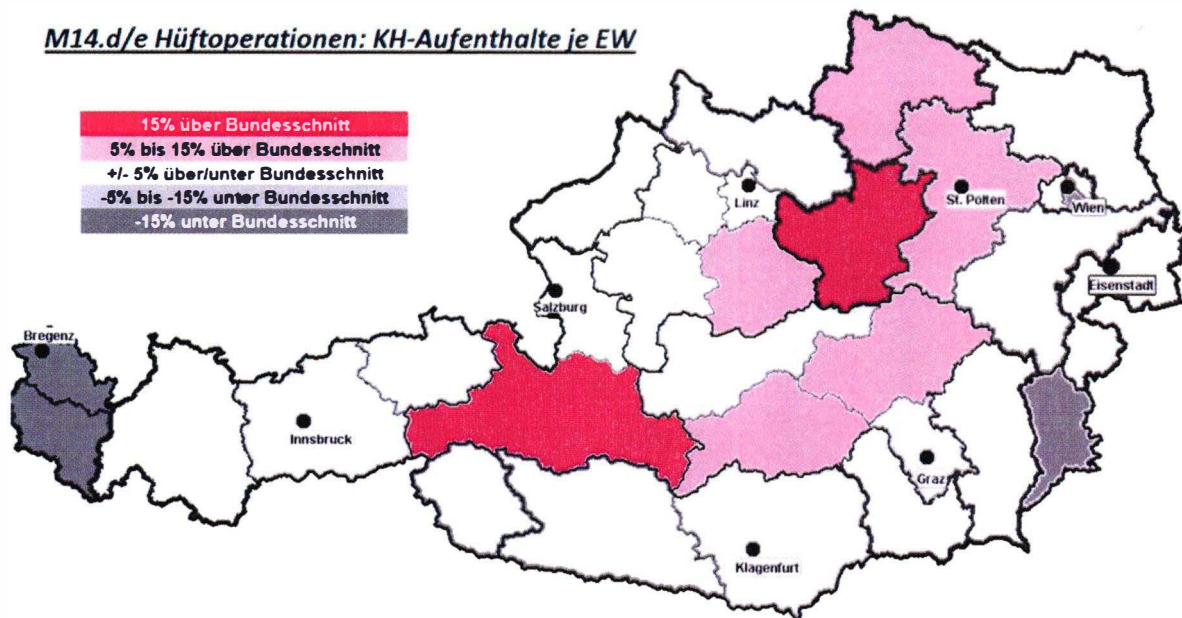 M14.d/e Hüftoperationen: KH-Aufenthalte je EW
15% über Bundesschnitt
5% bis 15% über Bundesschnitt
+/- 5% über/unter Bundesschnitt
-5% bis -15% unter Bundesschnitt
-15% unter Bundesschnitt
Linz
St. Pölten
Wien
Eisenstadt
Salzburg
Bregenz
Innsbruck
Graz
Klagenfurt